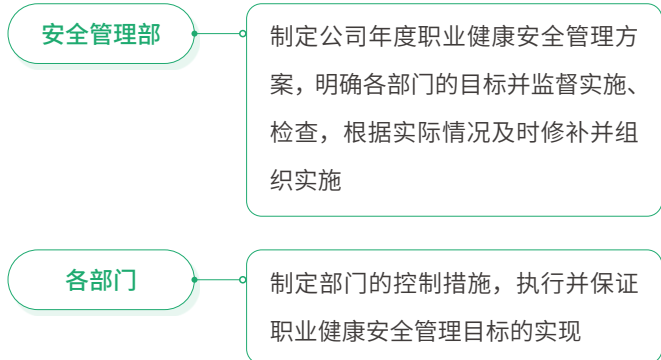 安全管理部
制定公司年度职业健康安全管理方
案，明确各部门的目标并监督实施、
检查，根据实际情况及时修补并组
织实施
各部门
制定部门的控制措施，执行并保证
职业健康安全管理目标的实现